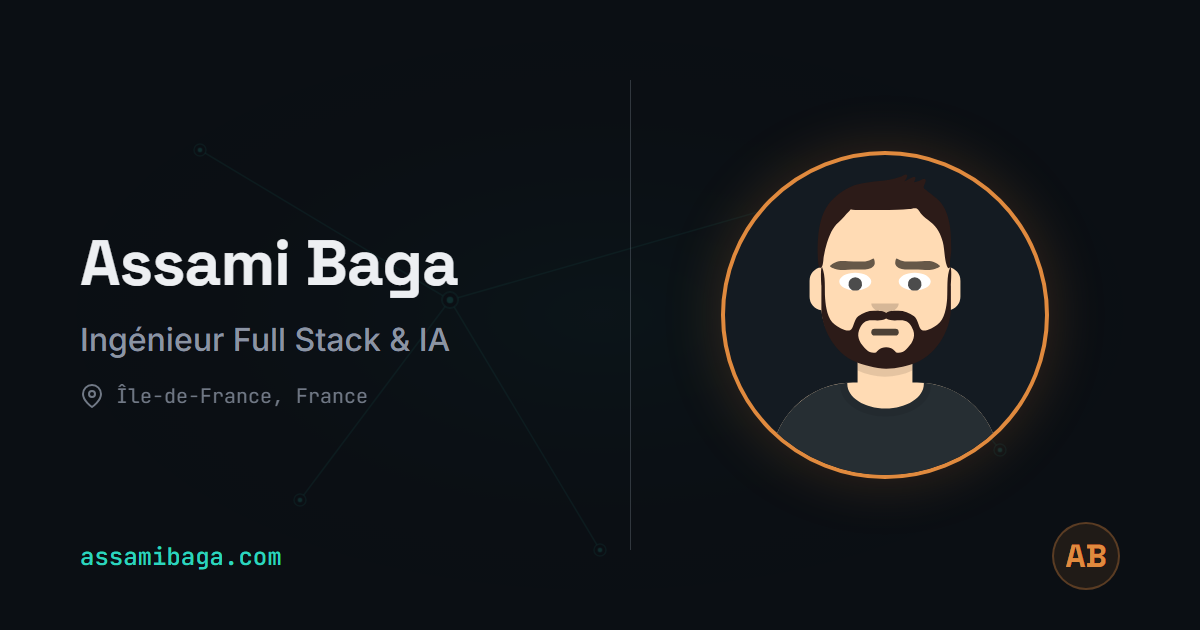 Assami Baga
Ingénieur Full Stack & IA
Île-de-France, France
assamibaga.com
AB